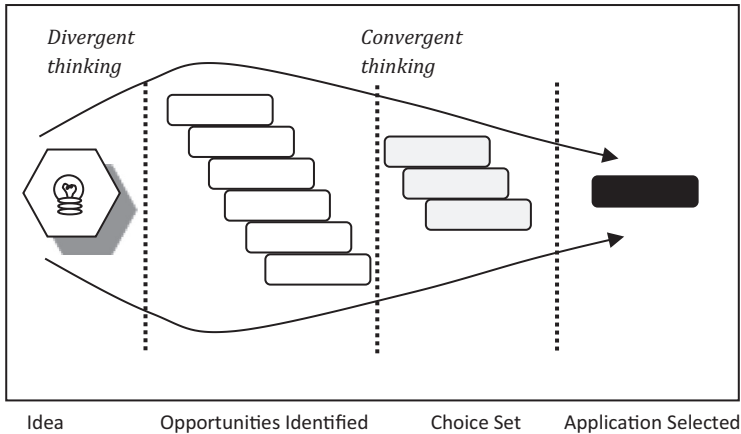 Divergent
thinking
Convergent
thinking
Idea
Opportunities Identified
Choice Set
Application Selected